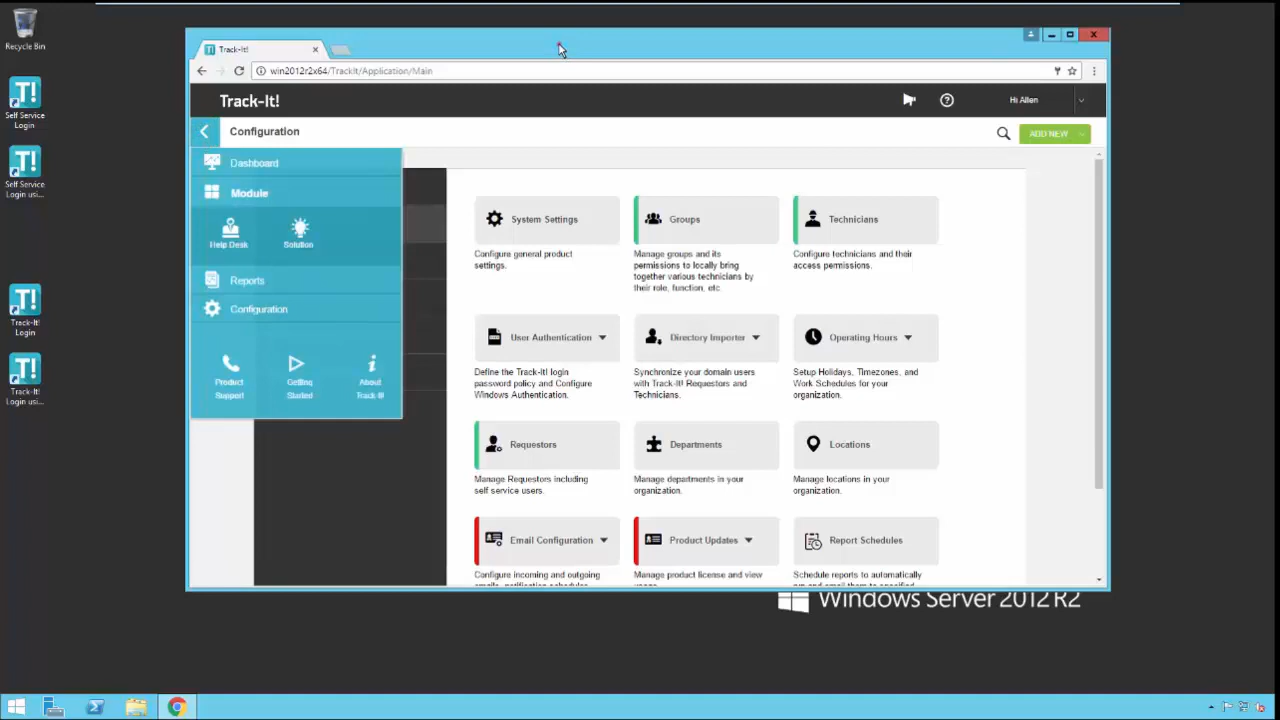 Recycle Bin
T!
Self Service
Login
T!
Self Service
Login usi...
T!
Track-It!
Login
T!
Track-It!
Login usi...
T! Track-It!
win2012r2x64/TrackIt/Application/Main
Track-It!
Hi Allen
Configuration
ADD NEW
Dashboard
Module
Help Desk
Solution
Reports
Configuration
Product
Support
Getting
Started
About
Track-It!
System Settings
Configure general product
settings.
Groups
Manage groups and its
permissions to locally bring
together various technicians by
their role, function, etc.
Technicians
Configure technicians and their
access permissions.
User Authentication
Define the Track-It! login
password policy and Configure
Windows Authentication.
Directory Importer
Synchronize your domain users
with Track-It! Requestors and
Technicians.
Operating Hours
Setup Holidays, Timezones, and
Work Schedules for your
organization.
Requestors
Manage Requestors including
self service users.
Departments
Manage departments in your
organization.
Locations
Manage locations in your
organization.
Email Configuration
Configure incoming and outgoing
Product Updates
Manage product license and view
Report Schedules
Schedule reports to automatically
Windows Server 2012 R2